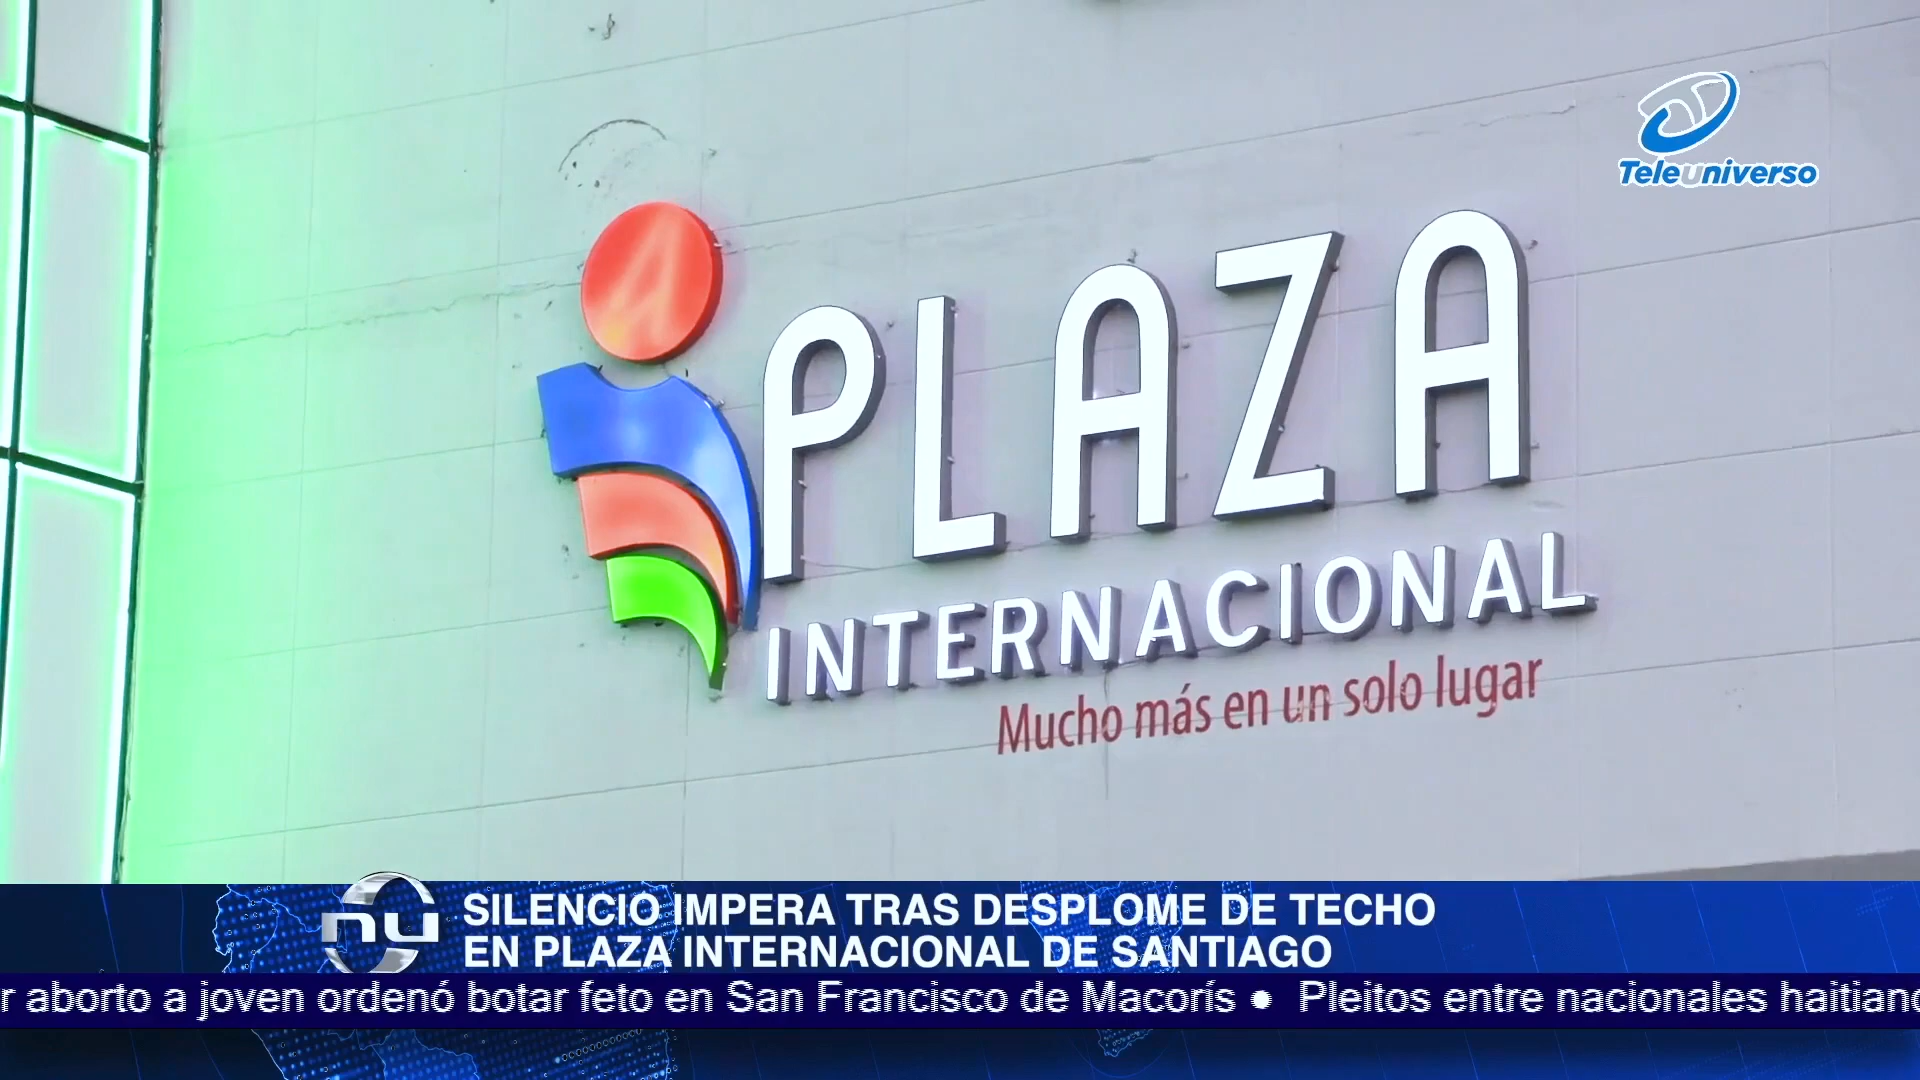 Teleuniverso
PLAZA
INTERNACIONAL
Mucho más en un solo lugar
nu
SILENCIO IMPERA TRAS DESPLOME DE TECHO
EN PLAZA INTERNACIONAL DE SANTIAGO
r aborto a joven ordenó botar feto en San Francisco de Macorís ● Pleitos entre nacionales haitiano